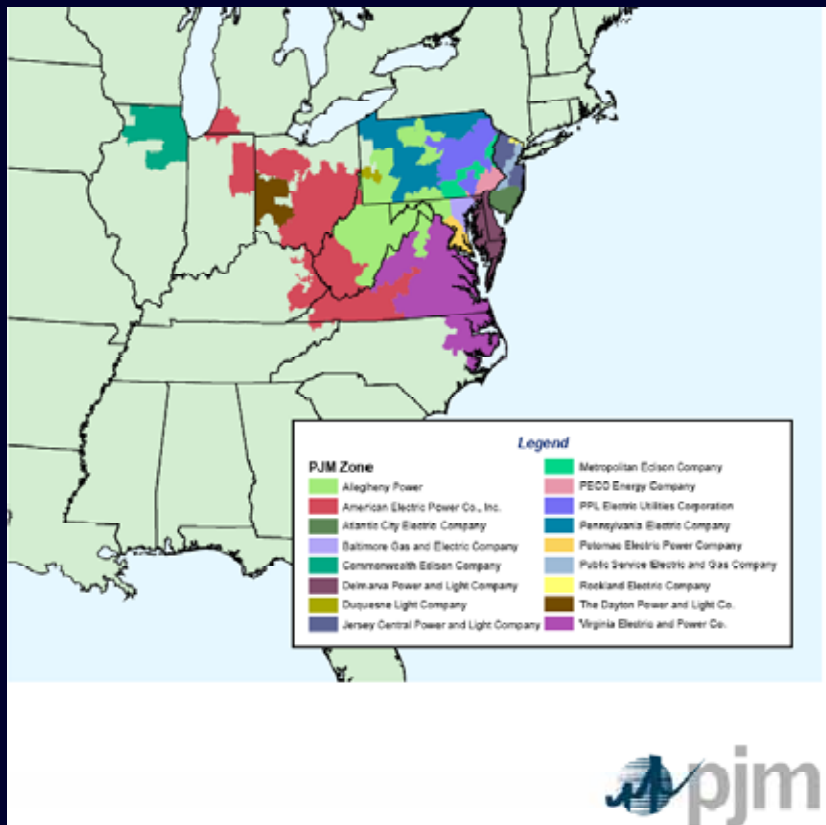 Legend
PJM Zone
Allegheny Power
American Electric Power Co., Inc.
Atlantic City Electric Company
Baltimore Gas and Electric Company
Commonwealth Edison Company
Delmarva Power and Light Company
Duquesne Light Company
Jersey Central Power and Light Company
Metropolitan Edison Company
PECO Energy Company
PPL Electric Utilities Corporation
Pennsylvania Electric Company
Potomac Electric Power Company
Public Service Electric and Gas Company
Rockland Electric Company
The Dayton Power and Light Co.
Virginia Electric and Power Co.
pjm